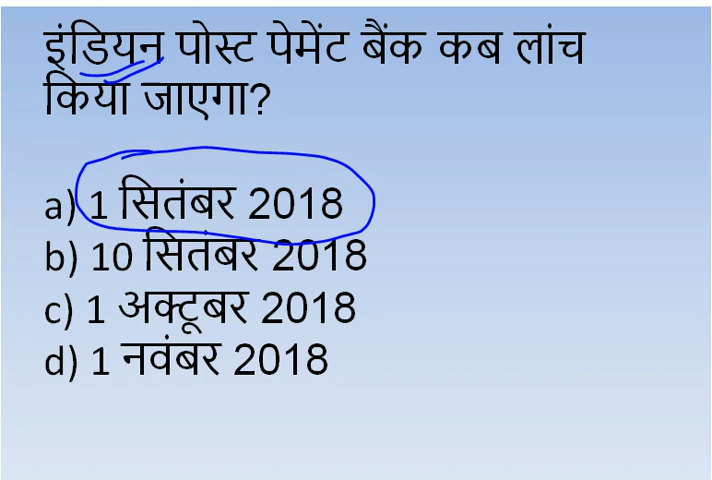 इंडियन पोस्ट पेमेंट बैंक कब लांच
किया जाएगा?
a) 1 सितंबर 2018
b) 10 सितंबर 2018
c) 1 अक्टूबर 2018
d) 1 नवंबर 2018